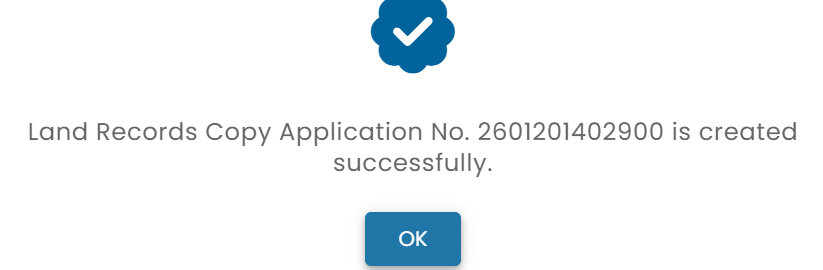 Land Records Copy Application No. 2601201402900 is created
successfully.
OK